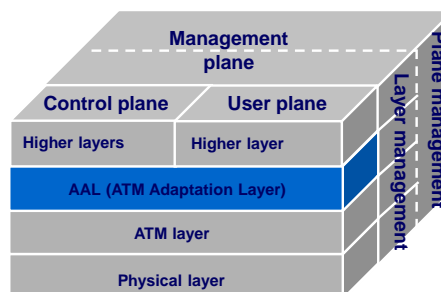 Management
plane
Control plane
User plane
Higher layers
Higher layer
AAL (ATM Adaptation Layer)
ATM layer
Physical layer
Layer management
Plane management